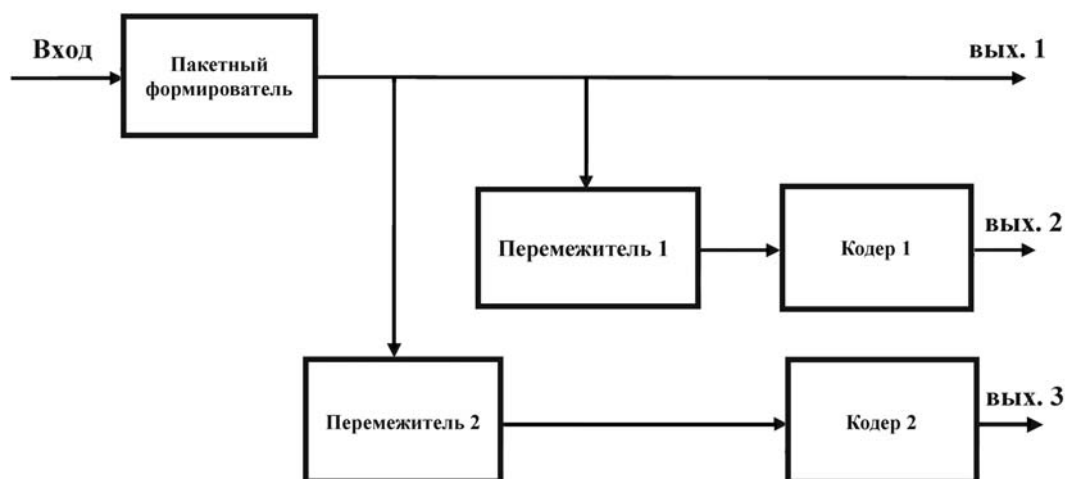 Вход
Пакетный
формирователь
вых. 1
Перемежитель 1
Кодер 1
вых. 2
Перемежитель 2
Кодер 2
вых. 3